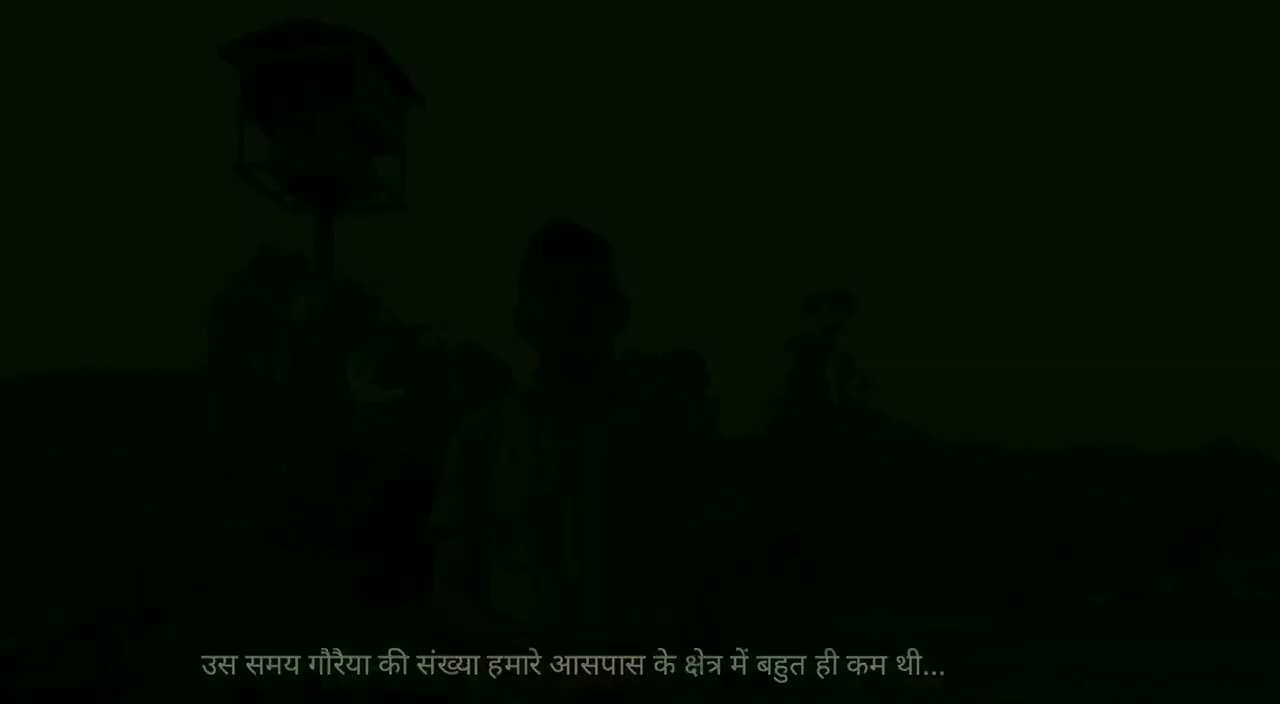 उस समय गौरैया की संख्या हमारे आसपास के क्षेत्र में बहुत ही कम थी...